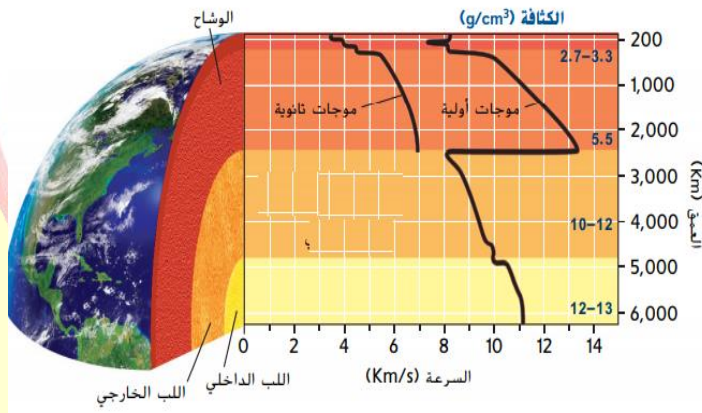 الوشاح
الكثافة (g/cm³)
200
2.7–3.3
1,000
موجات أولية
موجات ثانوية
2,000
5.5
3,000
العمق (Km)
4,000
10–12
5,000
12–13
6,000
0 2 4 6 8 10 12 14
السرعة (Km/s)
اللب الداخلي
اللب الخارجي